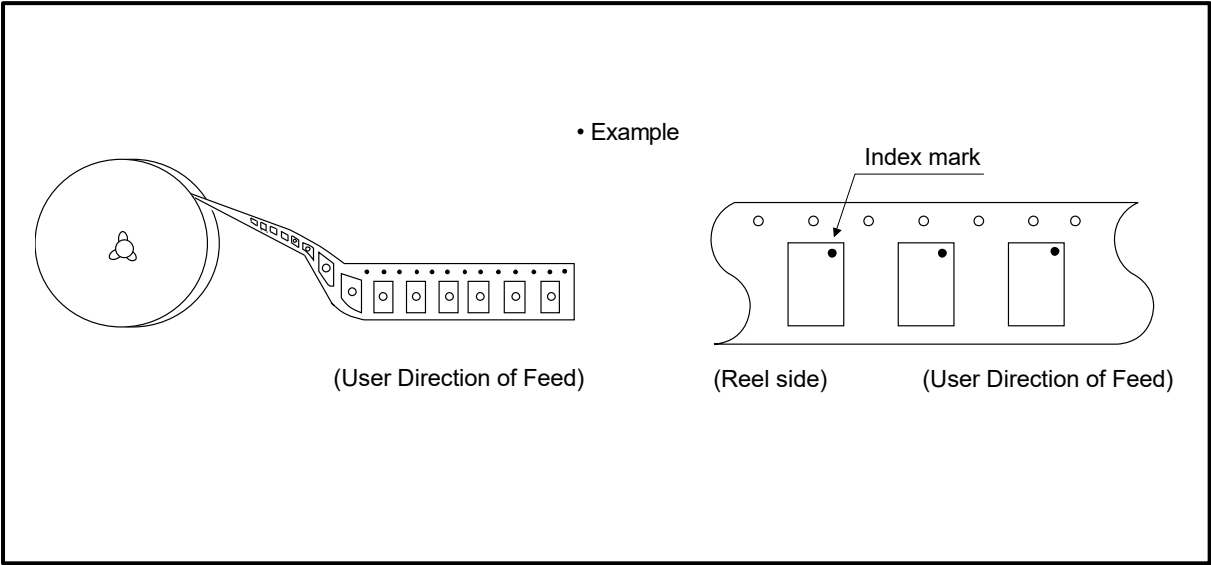 • Example
Index mark
(User Direction of Feed)
(Reel side)
(User Direction of Feed)